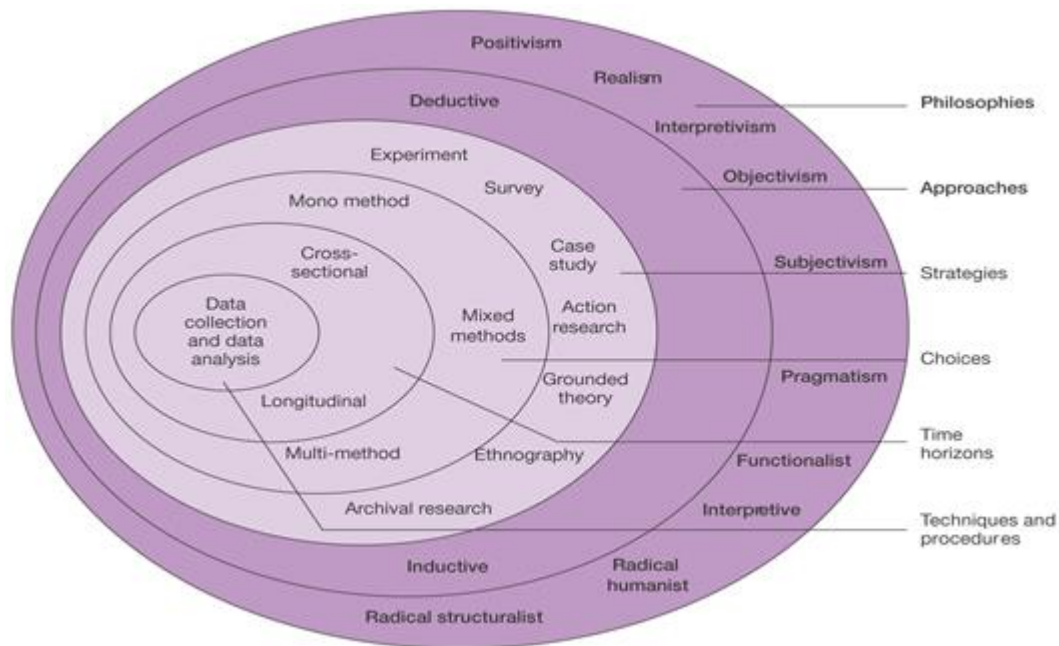 Positivism
Realism
Deductive
Philosophies
Interpretivism
Experiment
Objectivism
Survey
Approaches
Mono method
Case
study
Cross-
sectional
Subjectivism
Strategies
Data
collection
and data
analysis
Mixed
methods
Action
research
Choices
Pragmatism
Grounded
theory
Longitudinal
Time
horizons
Multi-method
Ethnography
Functionalist
Archival research
Interpretive
Techniques and
procedures
Inductive
Radical
humanist
Radical structuralist